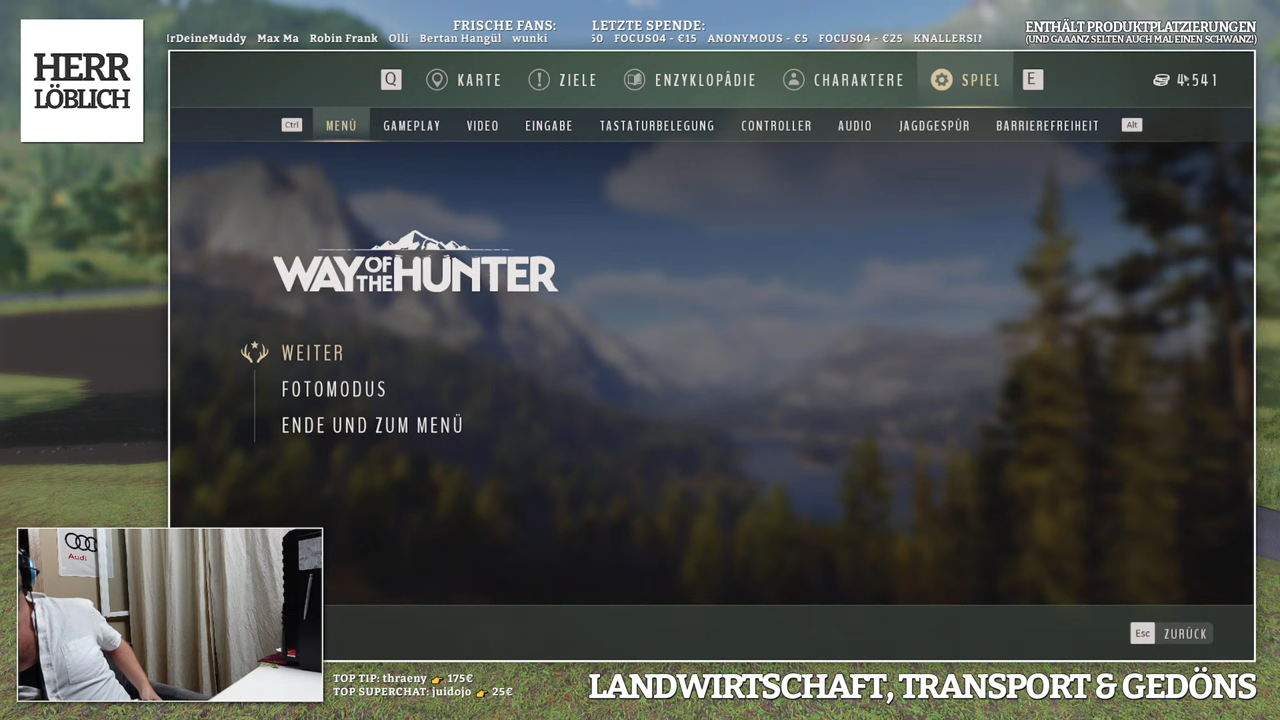 HERR
LÖBLICH
FRISCHE FANS:
rDeineMuddy Max Ma Robin Frank Olli Bertan Hangül wunki
LETZTE SPENDE:
50 FOCUS04 - €15 ANONYMOUS - €5 FOCUS04 - €25 KNALLERSI
ENTHÄLT PRODUKTPLATZIERUNGEN
(UND GAAANZ SELTEN AUCH MAL EINEN SCHWANZ!)
Q KARTE ZIELE ENZYKLOPÄDIE CHARAKTERE SPIEL E 4.541
Ctrl MENÜ GAMEPLAY VIDEO EINGABE TASTATURBELEGUNG CONTROLLER AUDIO JAGDGESPÜR BARRIEREFREIHEIT Alt
WAY OF THE HUNTER
WEITER
FOTOMODUS
ENDE UND ZUM MENÜ
Audi
Esc ZURÜCK
TOP TIP: thraeny 👉 175€
TOP SUPERCHAT: juidojo 👉 25€
LANDWIRTSCHAFT, TRANSPORT & GEDÖNS